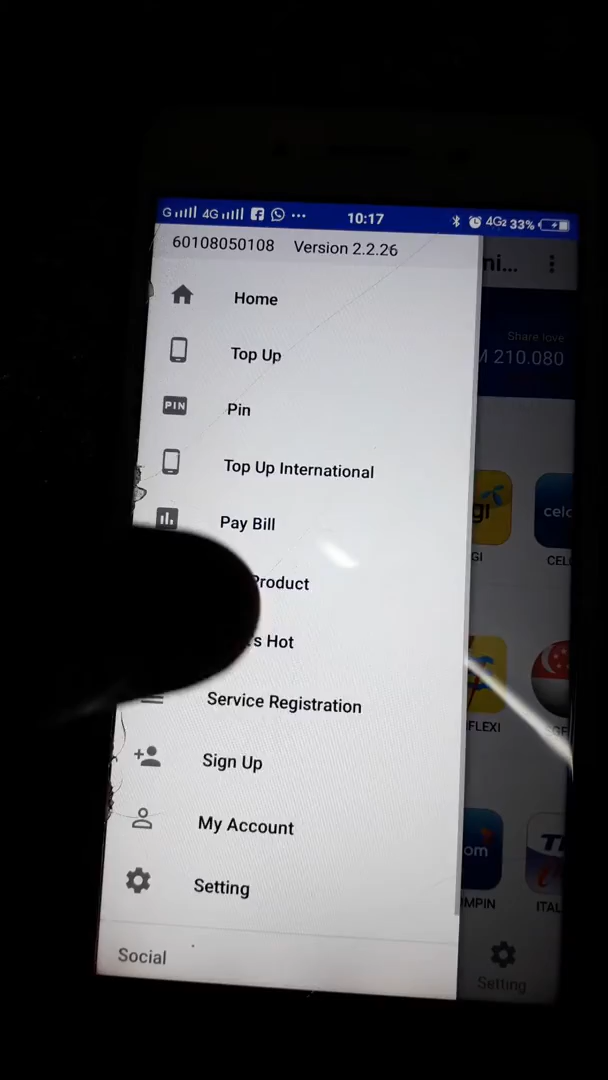 G 4G ... 10:17 4G2 33%
60108050108 Version 2.2.26
ni...
Home
Share love
210.080
Top Up
PIN Pin
Top Up International
Pay Bill
GI
CEL
Product
s Hot
Service Registration
FLEXI
Sign Up
My Account
om
MPIN
ITAL
Setting
Social
Setting